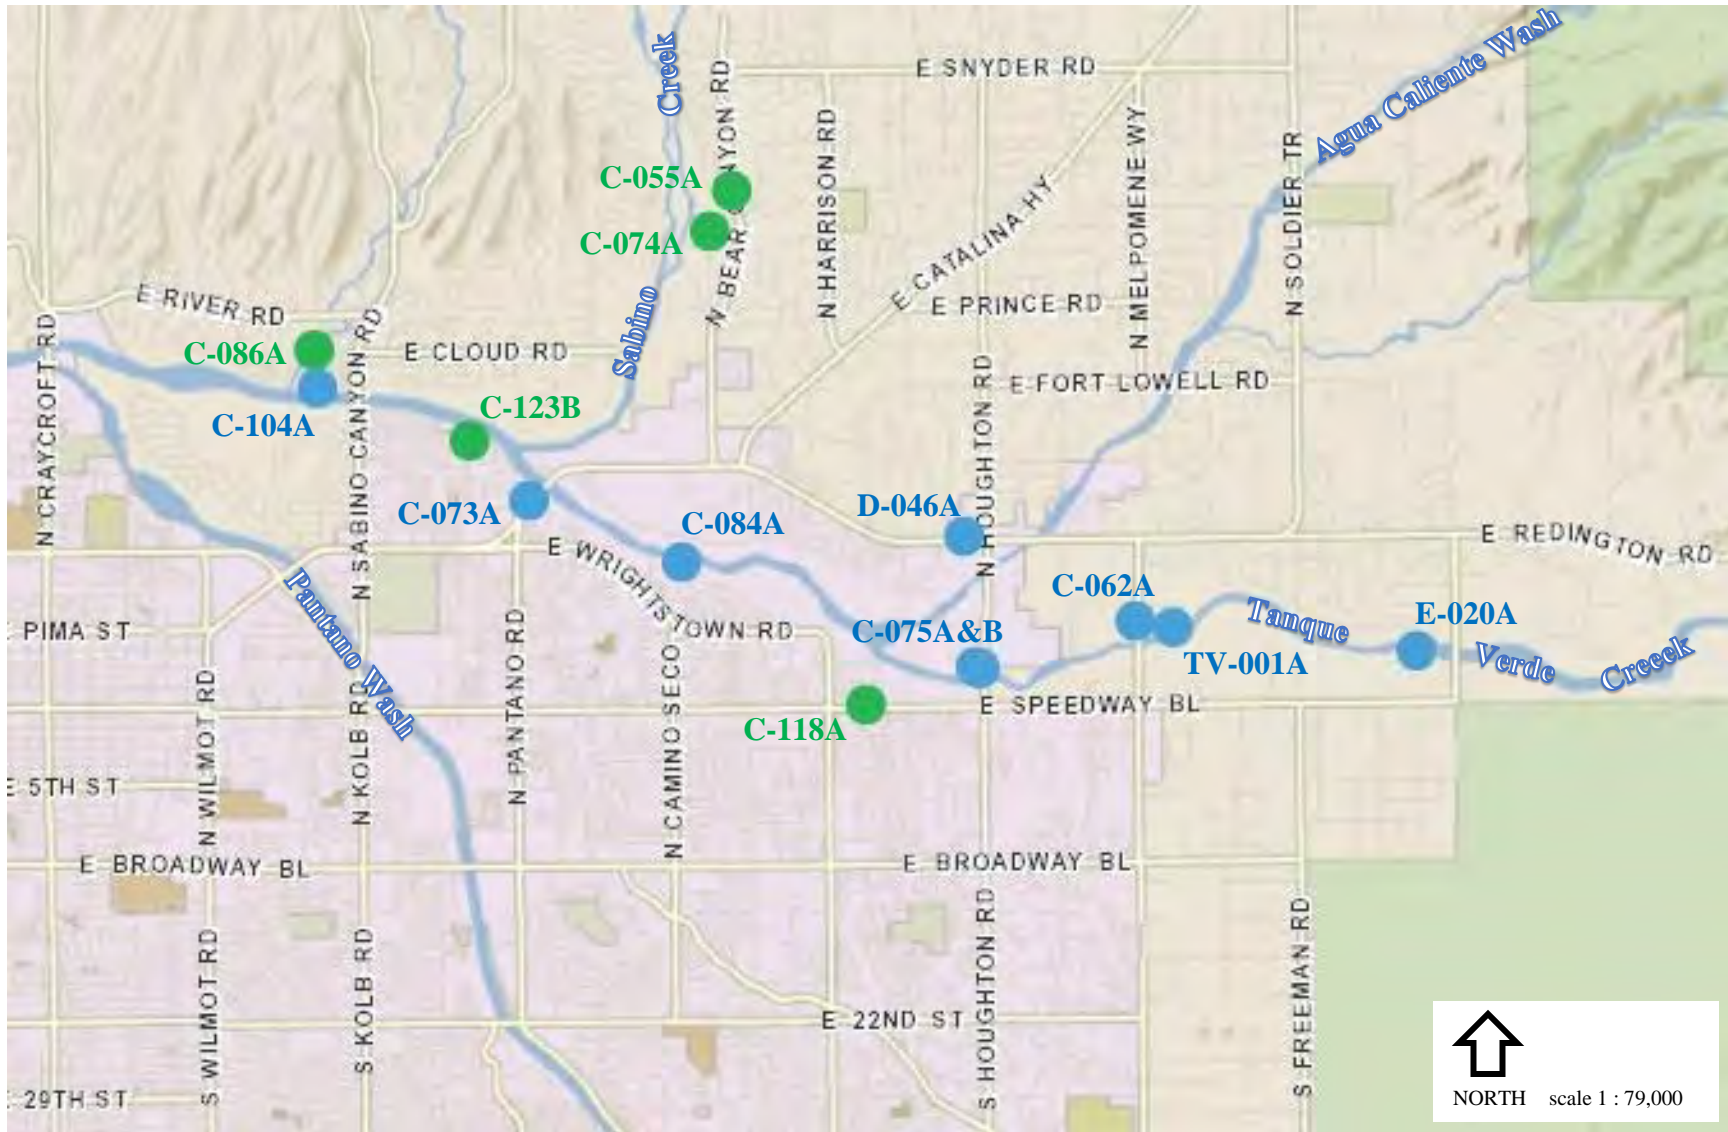 Creek
Agua Caliente Wash
E SNYDER RD
N BEAR
NYON RD
N HARRISON RD
N MELPOMENE WY
N SOLDIER TR
C-055A
C-074A
E CATALINA HY
E RIVER RD
E PRINCE RD
Sabino
C-086A
E CLOUD RD
N CRAYCROFT RD
N SABINO CANYON RD
N HOUGHTON RD
E FORT LOWELL RD
C-104A
C-123B
C-073A
C-084A
D-046A
E REDINGTON RD
E WRIGHTSTOWN RD
Pantano Wash
E PIMA ST
C-062A
C-075A&B
TV-001A
Tanque
E-020A
Verde
Creeek
N WILMOT RD
N KOLB RD
N PANTANO RD
N CAMINO SECO
C-118A
E SPEEDWAY BL
E 5TH ST
E BROADWAY BL
E BROADWAY BL
S WILMOT RD
S KOLB RD
S HOUGHTON RD
S FREEMAN RD
E 22ND ST
E 29TH ST
NORTH scale 1 : 79,000